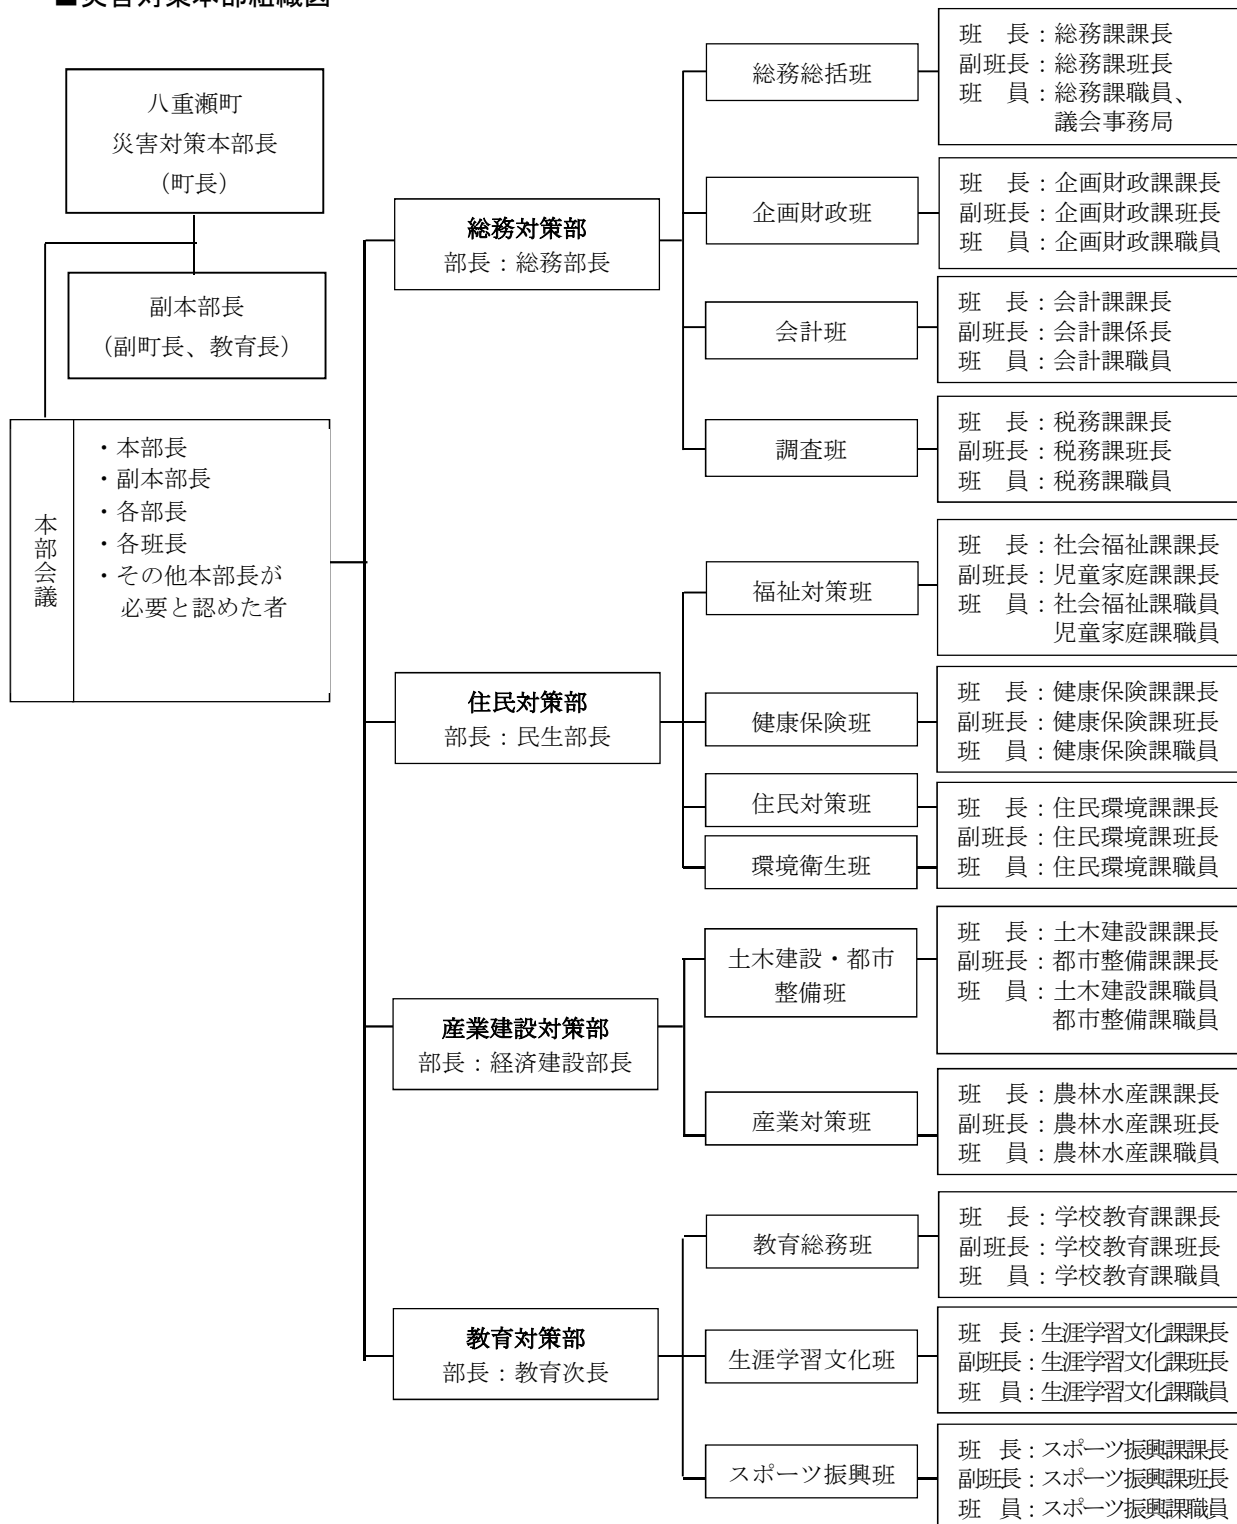 ■災害対策本部組織図
八重瀬町
災害対策本部長
（町長）
副本部長
（副町長、教育長）
本部会議
・本部長
・副本部長
・各部長
・各班長
・その他本部長が
必要と認めた者
総務対策部
部長：総務部長
総務総括班
班　長：総務課課長
副班長：総務課班長
班　員：総務課職員、
議会事務局
企画財政班
班　長：企画財政課課長
副班長：企画財政課班長
班　員：企画財政課職員
会計班
班　長：会計課課長
副班長：会計課係長
班　員：会計課職員
調査班
班　長：税務課課長
副班長：税務課班長
班　員：税務課職員
住民対策部
部長：民生部長
福祉対策班
班　長：社会福祉課課長
副班長：児童家庭課課長
班　員：社会福祉課職員
児童家庭課職員
健康保険班
班　長：健康保険課課長
副班長：健康保険課班長
班　員：健康保険課職員
住民対策班
環境衛生班
班　長：住民環境課課長
副班長：住民環境課班長
班　員：住民環境課職員
産業建設対策部
部長：経済建設部長
土木建設・都市
整備班
班　長：土木建設課課長
副班長：都市整備課課長
班　員：土木建設課職員
都市整備課職員
産業対策班
班　長：農林水産課課長
副班長：農林水産課班長
班　員：農林水産課職員
教育対策部
部長：教育次長
教育総務班
班　長：学校教育課課長
副班長：学校教育課班長
班　員：学校教育課職員
生涯学習文化班
班　長：生涯学習文化課課長
副班長：生涯学習文化課班長
班　員：生涯学習文化課職員
スポーツ振興班
班　長：スポーツ振興課課長
副班長：スポーツ振興課班長
班　員：スポーツ振興課職員